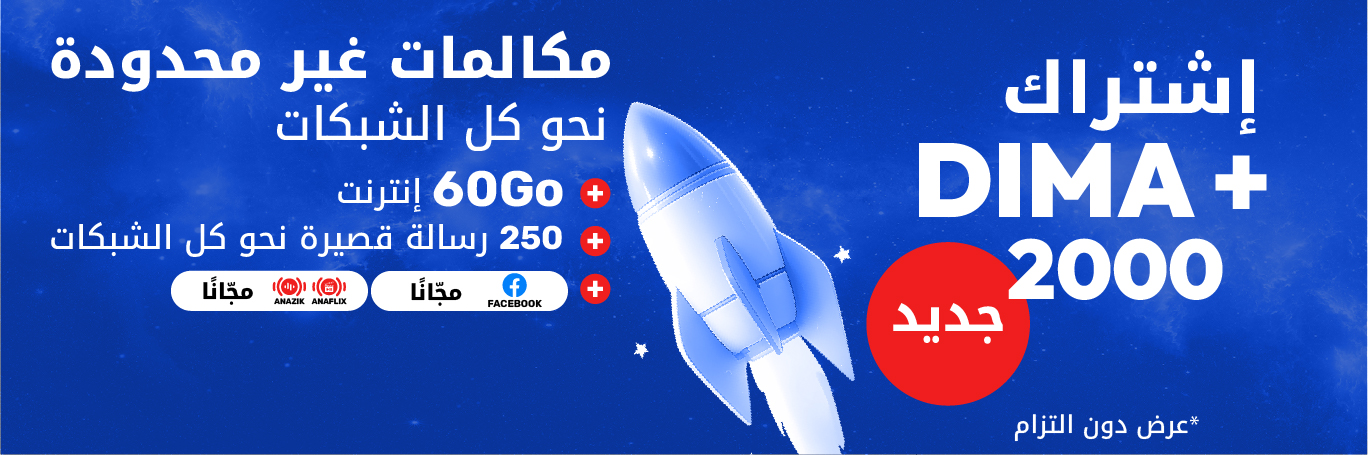 إشتراك
DIMA +
2000
جديد
*عرض دون التزام
مكالمات غير محدودة
نحو كل الشبكات
+ 60Go إنترنت
+ 250 رسالة قصيرة نحو كل الشبكات
+ FACEBOOK مجّانًا ANAFLIX ANAZIK مجّانًا